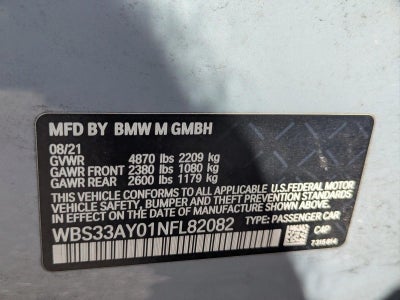 MFD BY BMW M GMBH
08/21
GVWR 4870 lbs 2209 kg
GAWR FRONT 2380 lbs 1080 kg
GAWR REAR 2600 lbs 1179 kg
THIS VEHICLE CONFORMS TO ALL APPLICABLE U.S.FEDERAL MOTOR
VEHICLE SAFETY, BUMPER AND THEFT PREVENTION STANDARDS
IN EFFECT ON THE DATE OF MANUFACTURE SHOWN ABOVE.
WBS33AY01NFL82082 TYPE: PASSENGER CAR
CAP